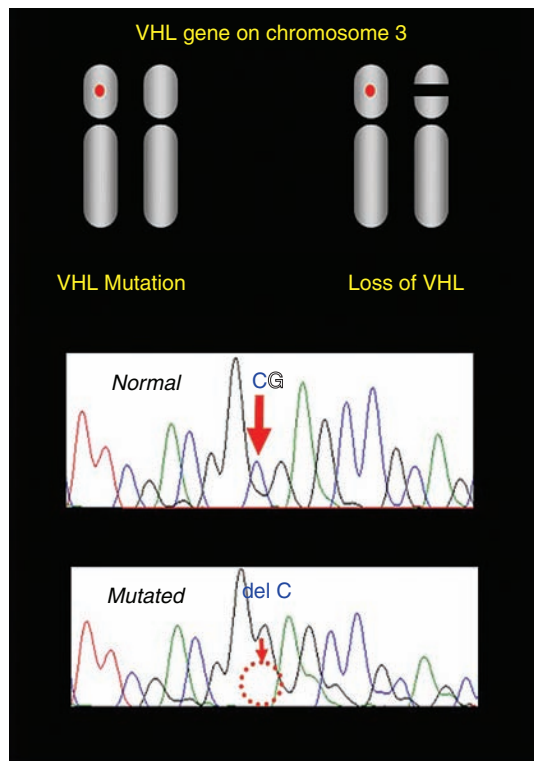 VHL gene on chromosome 3
VHL Mutation
Loss of VHL
Normal
CG
Mutated
del C